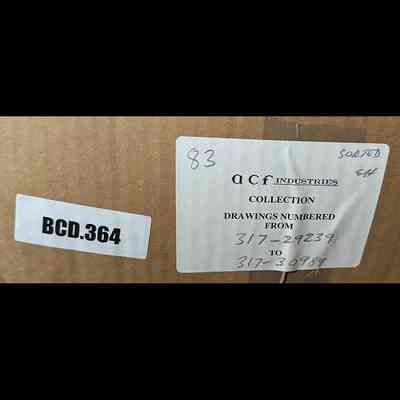 83
SORTED
acf INDUSTRIES
COLLECTION
DRAWINGS NUMBERED
FROM
317-29239
TO
317-30989
BCD.364